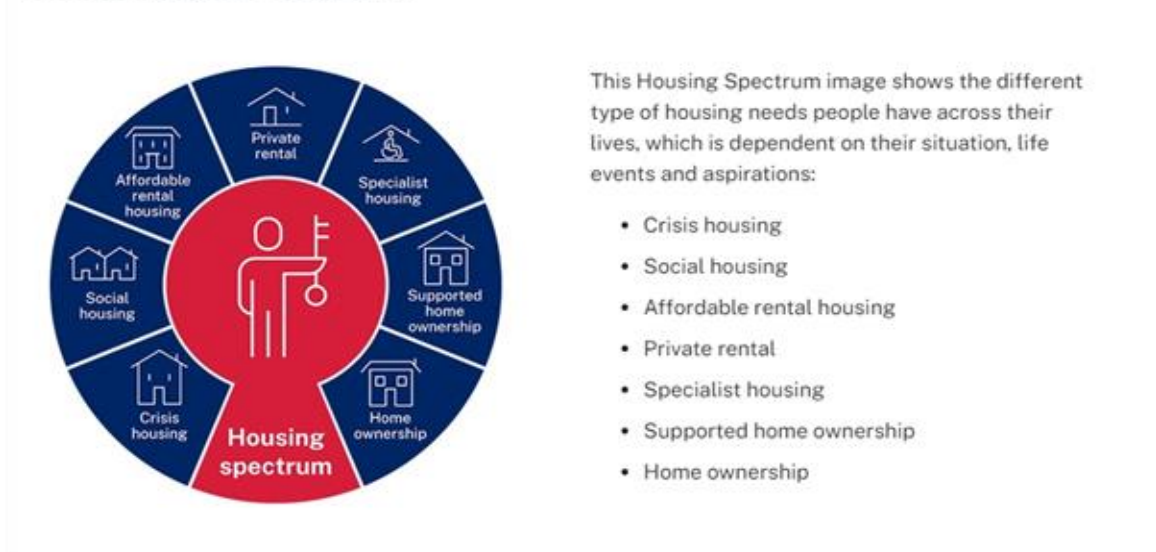 Private
rental
Affordable
rental
housing
Specialist
housing
Social
housing
Supported
home
ownership
Crisis
housing
Home
ownership
Housing
spectrum
This Housing Spectrum image shows the different
type of housing needs people have across their
lives, which is dependent on their situation, life
events and aspirations:
• Crisis housing
• Social housing
• Affordable rental housing
• Private rental
• Specialist housing
• Supported home ownership
• Home ownership